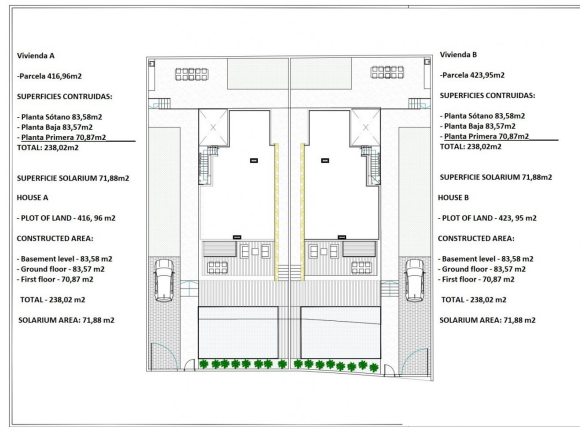 Vivienda A
-Parcela 416,96m2
SUPERFICIES CONTRUIDAS:
- Planta Sótano 83,58m2
- Planta Baja 83,57m2
- Planta Primera 70,87m2
TOTAL: 238,02m2
SUPERFICIE SOLARIUM 71,88m2
HOUSE A
- PLOT OF LAND - 416, 96 m2
CONSTRUCTED AREA:
- Basement level - 83,58 m2
- Ground floor - 83,57 m2
- First floor - 70,87 m2
TOTAL - 238,02 m2
SOLARIUM AREA: 71,88 m2
Vivienda B
-Parcela 423,95m2
SUPERFICIES CONTRUIDAS:
- Planta Sótano 83,58m2
- Planta Baja 83,57m2
- Planta Primera 70,87m2
TOTAL: 238,02m2
SUPERFICIE SOLARIUM 71,88m2
HOUSE B
- PLOT OF LAND - 423, 95 m2
CONSTRUCTED AREA:
- Basement level - 83,58 m2
- Ground floor - 83,57 m2
- First floor - 70,87 m2
TOTAL - 238,02 m2
SOLARIUM AREA: 71,88 m2